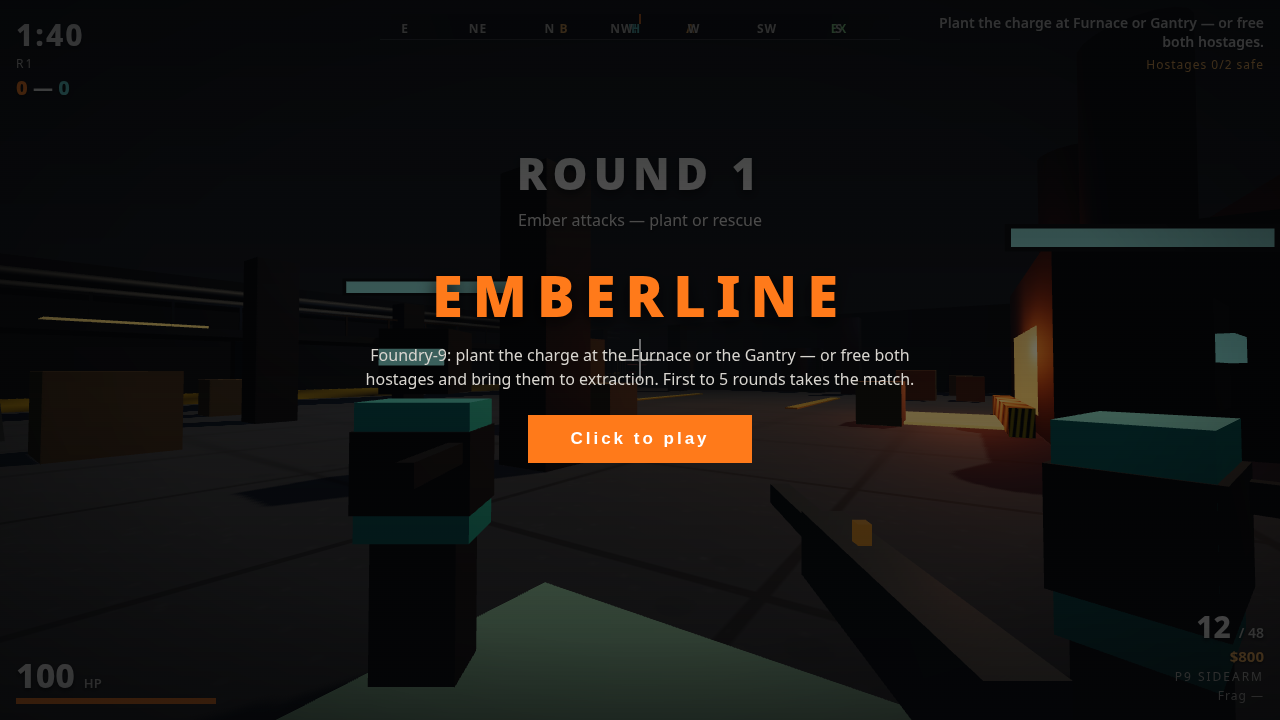 1:40
R1
0 — 0
E NE N B NW W SW
Plant the charge at Furnace or Gantry — or free
both hostages.
Hostages 0/2 safe
ROUND 1
Ember attacks — plant or rescue
EMBERLINE
Foundry-9: plant the charge at the Furnace or the Gantry — or free both
hostages and bring them to extraction. First to 5 rounds takes the match.
Click to play
100 HP
12 / 48
$800
P9 SIDEARM
Frag —